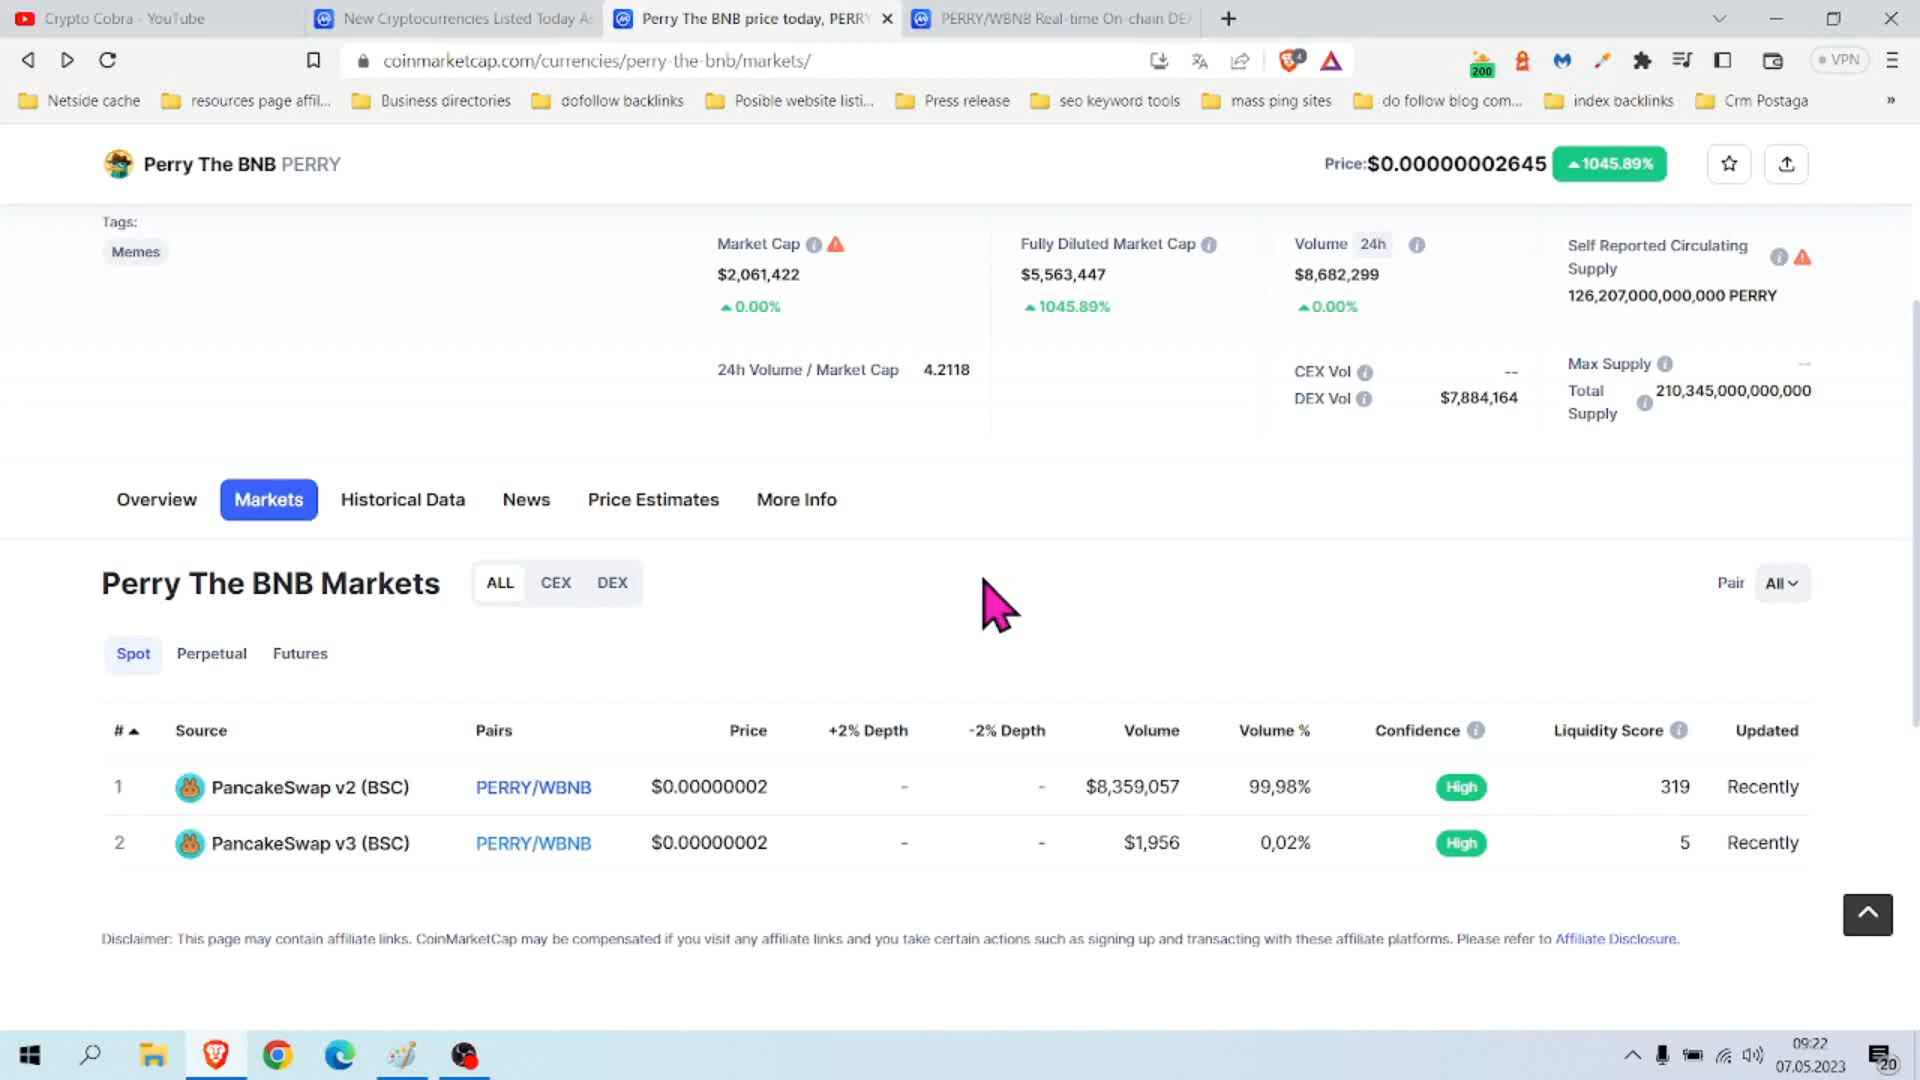 Crypto Cobra - YouTube
New Cryptocurrencies Listed Today As
Perry The BNB price today, PERRY
PERRY/WBNB Real-time On-chain DEX
coinmarketcap.com/currencies/perry-the-bnb/markets/
4
200
VPN
Netside cache
resources page affil...
Business directories
dofollow backlinks
Posible website listi...
Press release
seo keyword tools
mass ping sites
do follow blog com...
index backlinks
Crm Postaga
»
Perry The BNB PERRY
Price:$0.00000002645
1045.89%
Tags:
Memes
Market Cap
$2,061,422
0.00%
24h Volume / Market Cap 4.2118
Fully Diluted Market Cap
$5,563,447
1045.89%
Volume 24h
$8,682,299
0.00%
CEX Vol --
DEX Vol $7,884,164
Self Reported Circulating
Supply
126,207,000,000,000 PERRY
Max Supply --
Total
Supply
210,345,000,000,000
Overview Markets Historical Data News Price Estimates More Info
Perry The BNB Markets ALL CEX DEX
Pair All
Spot Perpetual Futures
# Source Pairs Price +2% Depth -2% Depth Volume Volume % Confidence Liquidity Score Updated
1 PancakeSwap v2 (BSC) PERRY/WBNB $0.00000002 - - $8,359,057 99,98% High 319 Recently
2 PancakeSwap v3 (BSC) PERRY/WBNB $0.00000002 - - $1,956 0,02% High 5 Recently
Disclaimer: This page may contain affiliate links. CoinMarketCap may be compensated if you visit any affiliate links and you take certain actions such as signing up and transacting with these affiliate platforms. Please refer to Affiliate Disclosure.
09:22
07.05.2023
20